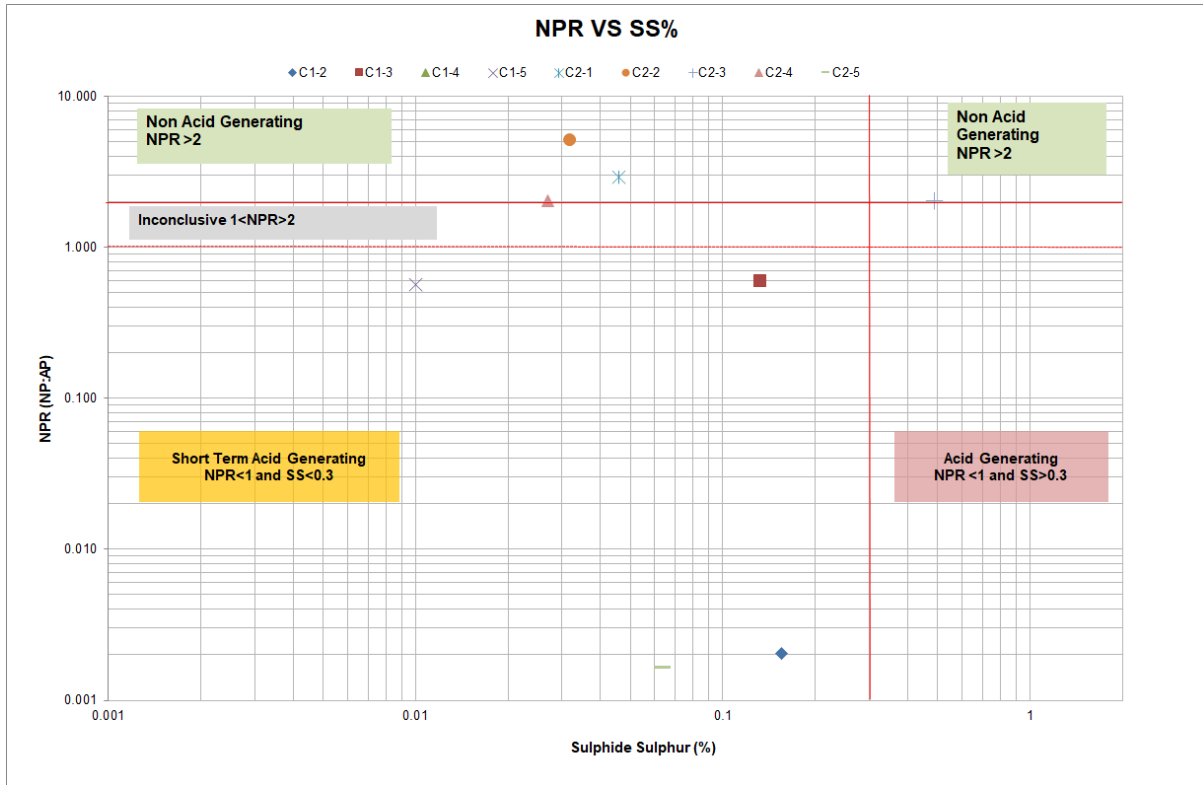 NPR VS SS%
C1-2 C1-3 C1-4 C1-5 C2-1 C2-2 C2-3 C2-4 C2-5
10.000
Non Acid Generating
NPR >2
Non Acid
Generating
NPR >2
Inconclusive 1<NPR>2
1.000
NPR (NP:AP)
0.100
Short Term Acid Generating
NPR<1 and SS<0.3
Acid Generating
NPR <1 and SS>0.3
0.010
0.001
0.001 0.01 0.1 1
Sulphide Sulphur (%)